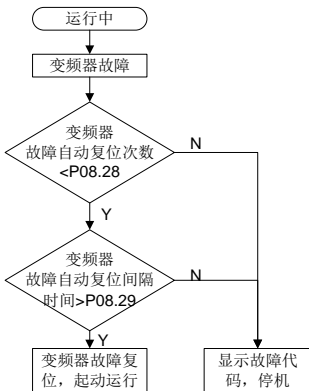 运行中
变频器故障
变频器
故障自动复位次数
<P08.28
N
Y
变频器
故障自动复位间隔
时间>P08.29
N
Y
变频器故障复
位，起动运行
显示故障代
码，停机